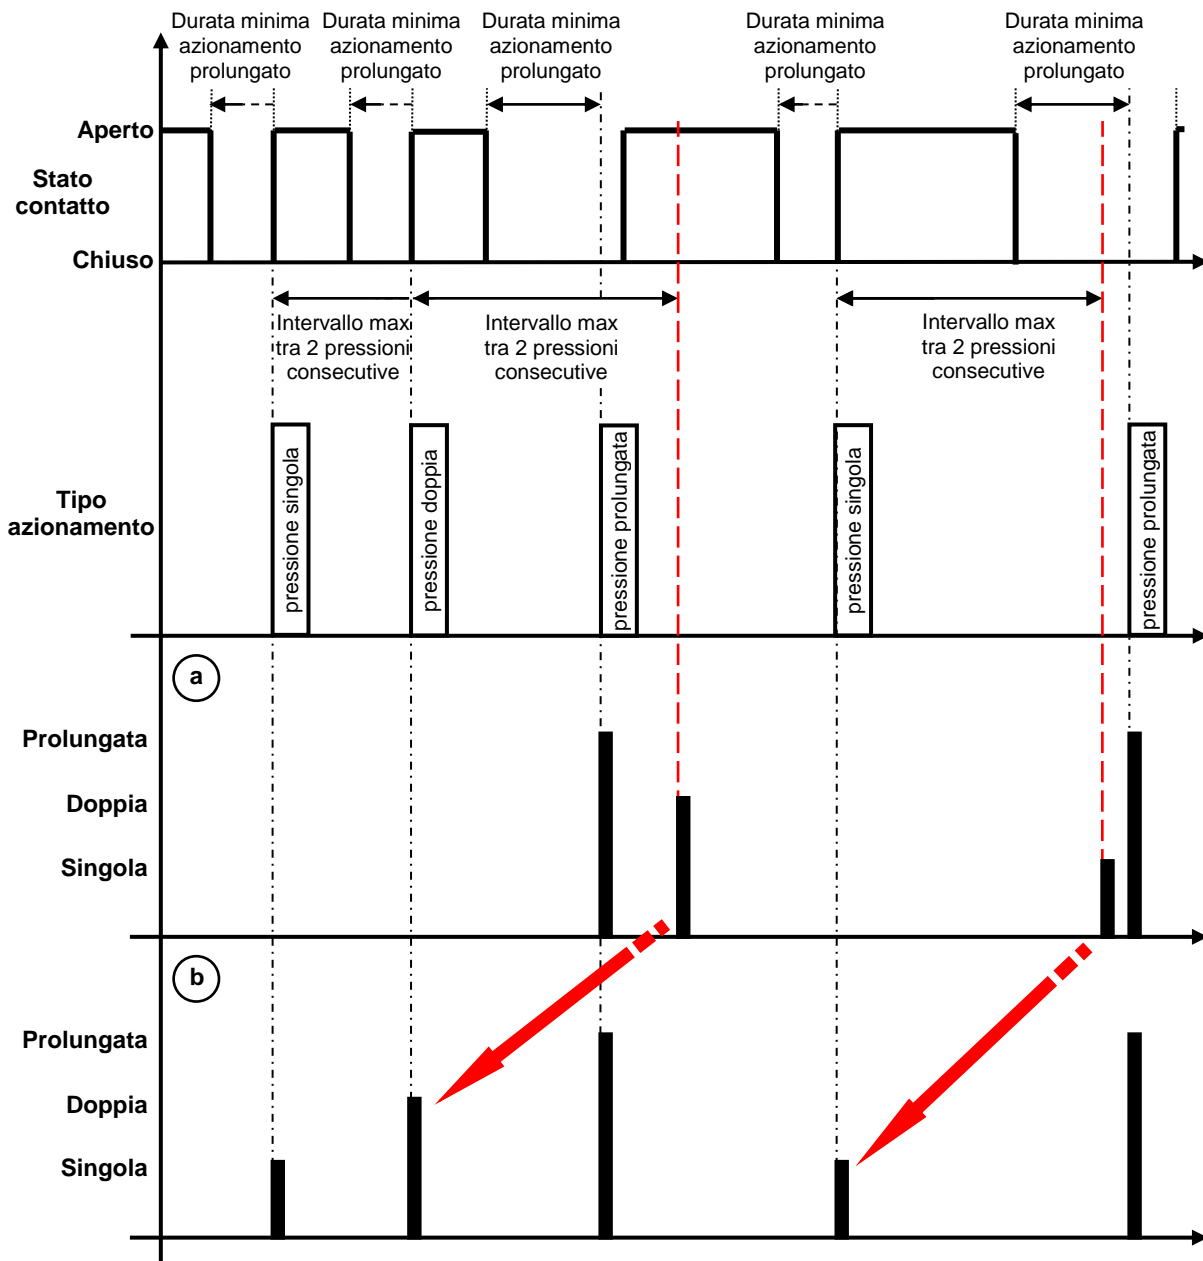 Durata minima
azionamento
prolungato
Durata minima
azionamento
prolungato
Durata minima
azionamento
prolungato
Durata minima
azionamento
prolungato
Durata minima
azionamento
prolungato
Aperto
Stato
contatto
Chiuso
Intervallo max
tra 2 pressioni
consecutive
Intervallo max
tra 2 pressioni
consecutive
Intervallo max
tra 2 pressioni
consecutive
Tipo
azionamento
pressione singola
pressione doppia
pressione prolungata
pressione singola
pressione prolungata
a
Prolungata
Doppia
Singola
b
Prolungata
Doppia
Singola